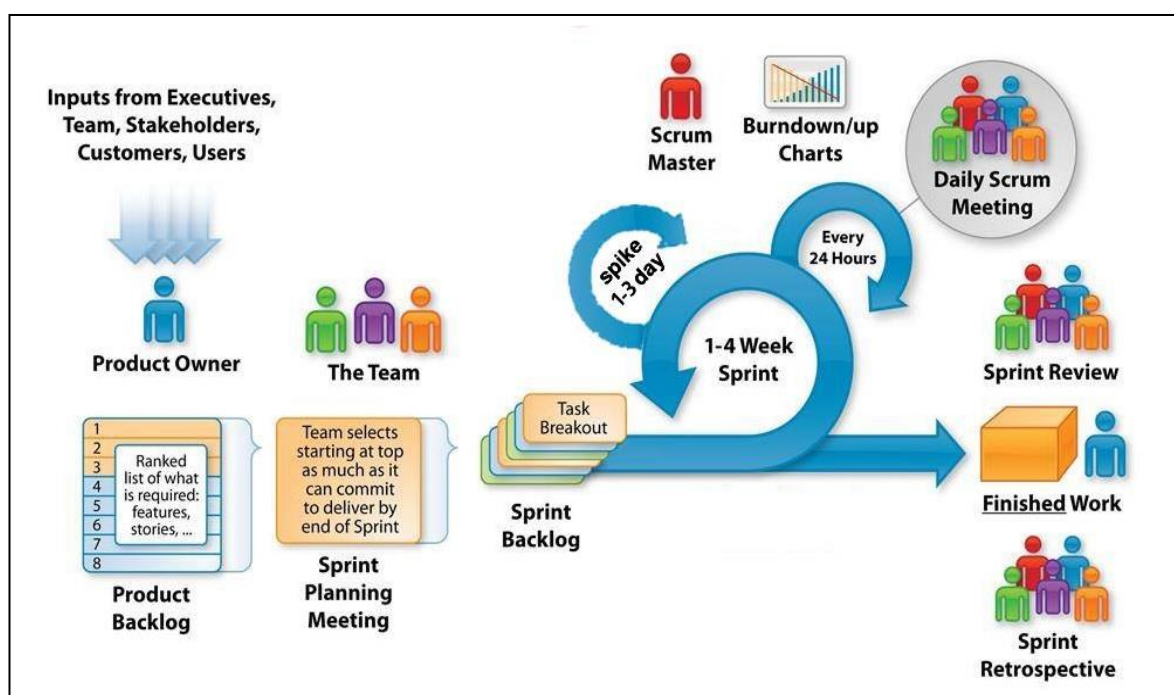 Inputs from Executives,
Team, Stakeholders,
Customers, Users
Product Owner
The Team
1
2
3
4
5
6
7
8
Ranked
list of what
is required:
features,
stories, ...
Product
Backlog
Team selects
starting at top
as much as it
can commit
to deliver by
end of Sprint
Sprint
Planning
Meeting
Task
Breakout
Sprint
Backlog
spike
1-3 day
1-4 Week
Sprint
Every
24 Hours
Scrum
Master
Burndown/up
Charts
Daily Scrum
Meeting
Sprint Review
Finished Work
Sprint
Retrospective